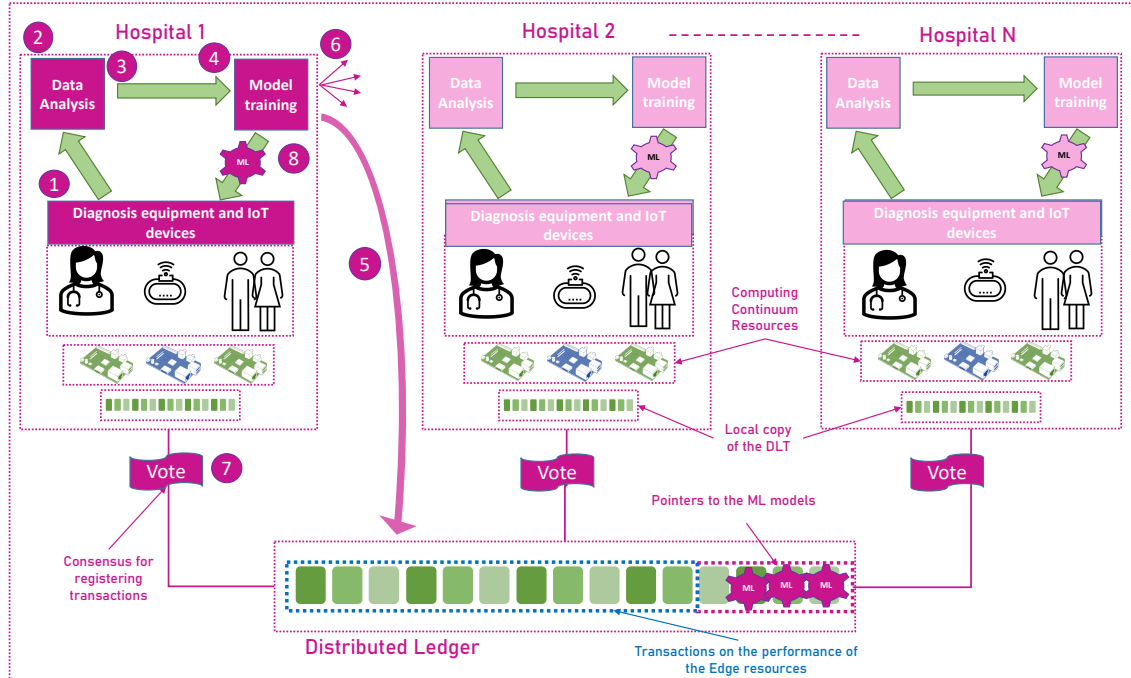 Hospital 1
Hospital 2
Hospital N
2
3
4
6
Data
Analysis
Model
training
Data
Analysis
Model
training
Data
Analysis
Model
training
ML
8
ML
ML
1
Diagnosis equipment and IoT
devices
Diagnosis equipment and IoT
devices
Diagnosis equipment and IoT
devices
5
Computing
Continuum
Resources
Local copy
of the DLT
Vote
7
Vote
Vote
Pointers to the ML models
Consensus for
registering
transactions
ML
ML
ML
Distributed Ledger
Transactions on the performance of
the Edge resources